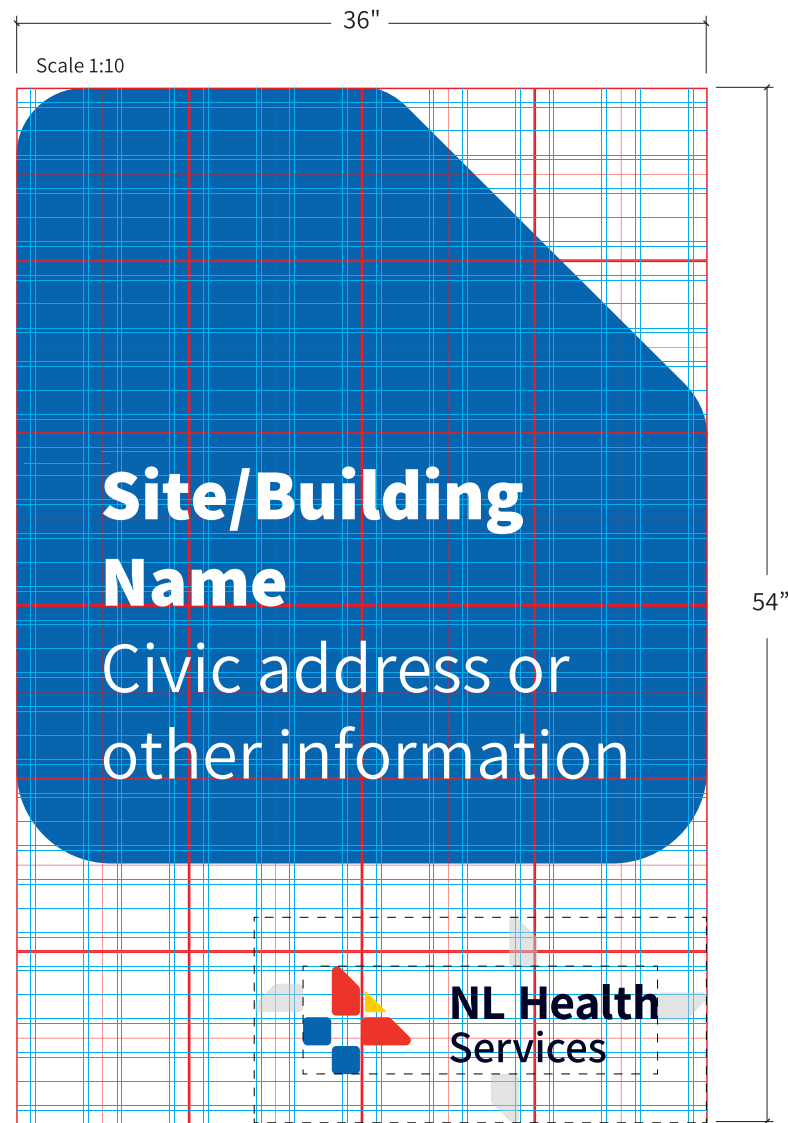 36"
Scale 1:10
Site/Building
Name
54”
Civic address or
other information
NL Health
Services